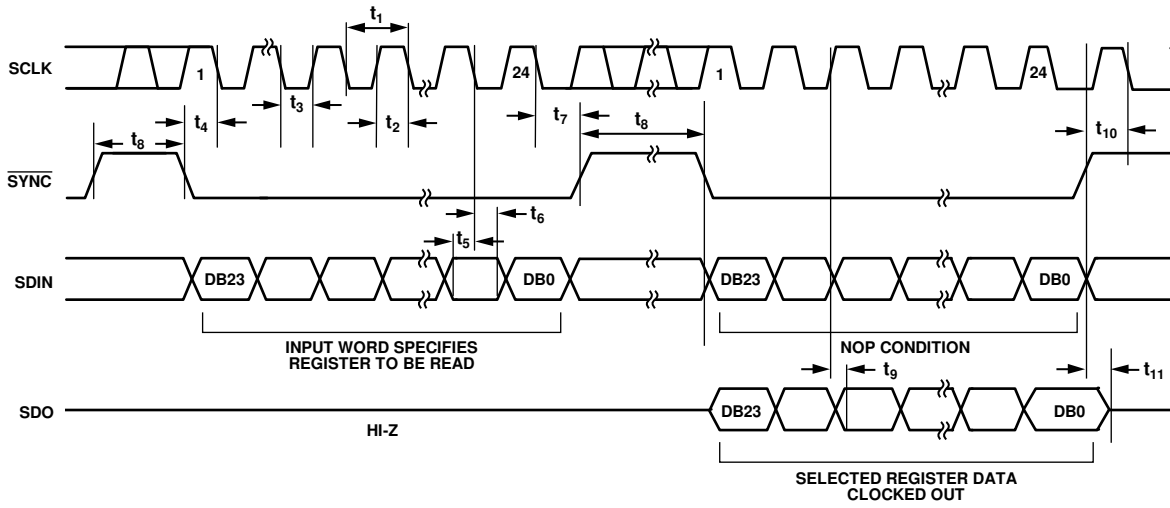 t1
SCLK
1
24
1
24
t3
t4
t2
t7
t8
t8
t10
SYNC
t6
t5
SDIN
DB23
DB0
DB23
DB0
INPUT WORD SPECIFIES
REGISTER TO BE READ
NOP CONDITION
t9
t11
SDO
DB23
DB0
HI-Z
SELECTED REGISTER DATA
CLOCKED OUT